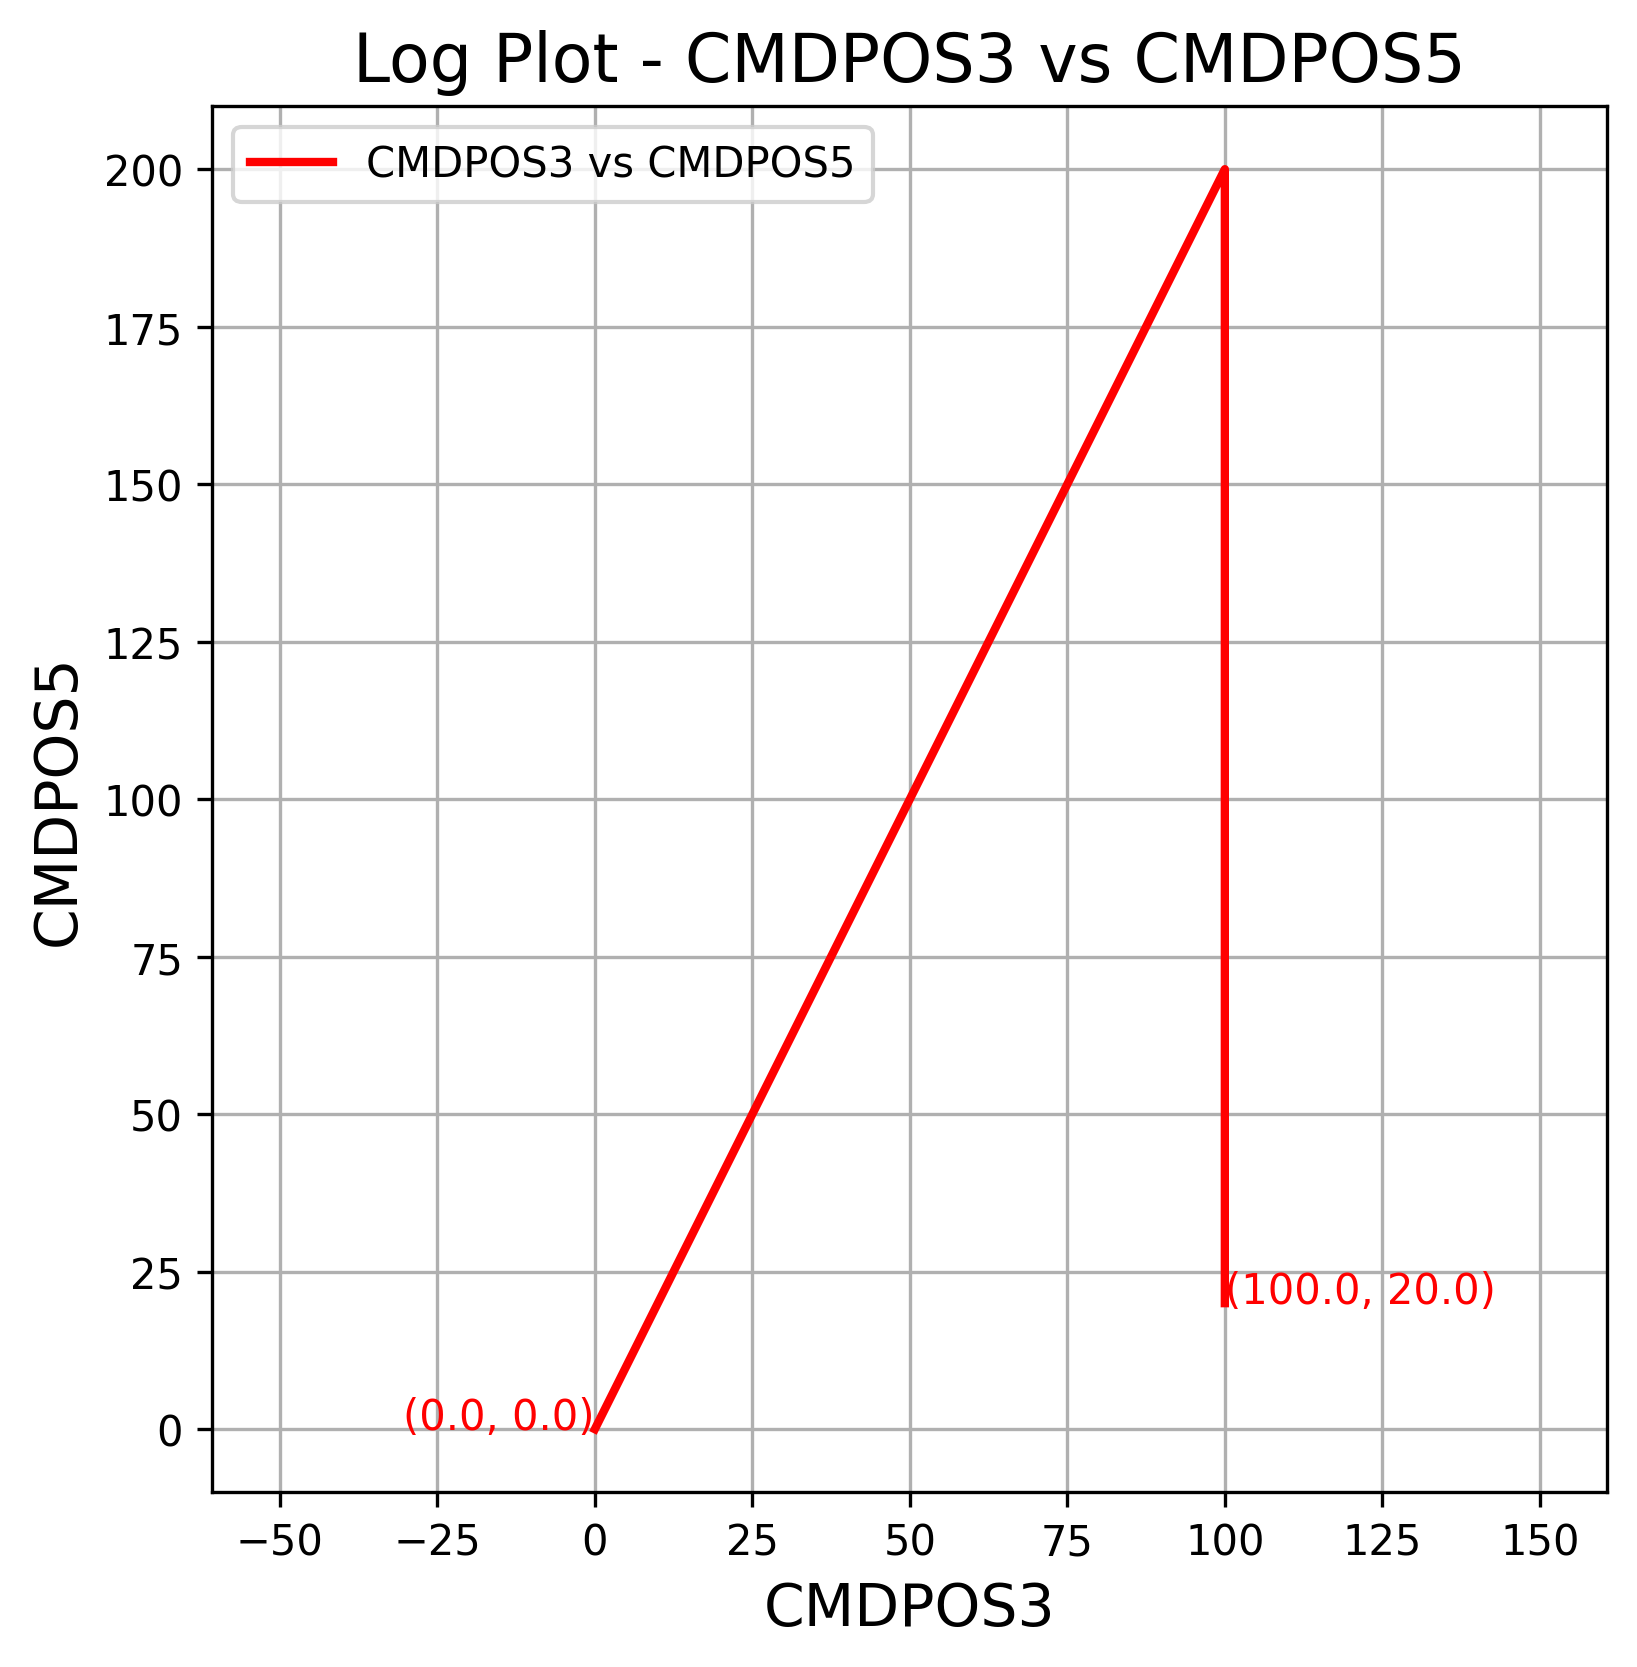 Log Plot - CMDPOS3 vs CMDPOS5
CMDPOS3 vs CMDPOS5
200
175
150
125
100
75
50
25
0
CMDPOS5
(100.0, 20.0)
(0.0, 0.0)
−50 −25 0 25 50 75 100 125 150
CMDPOS3